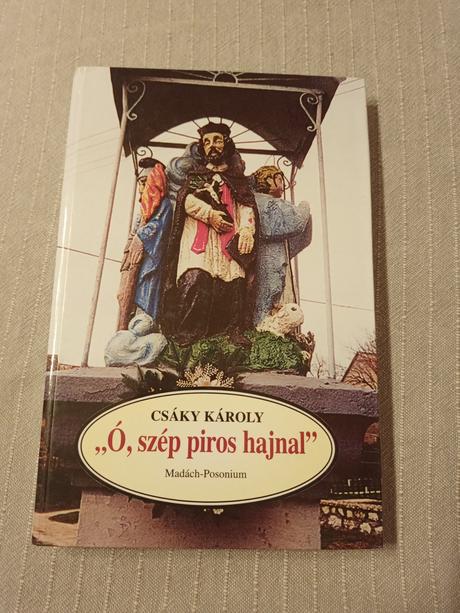 CSÁKY KÁROLY
„Ó, szép piros hajnal”
Madách-Posonium